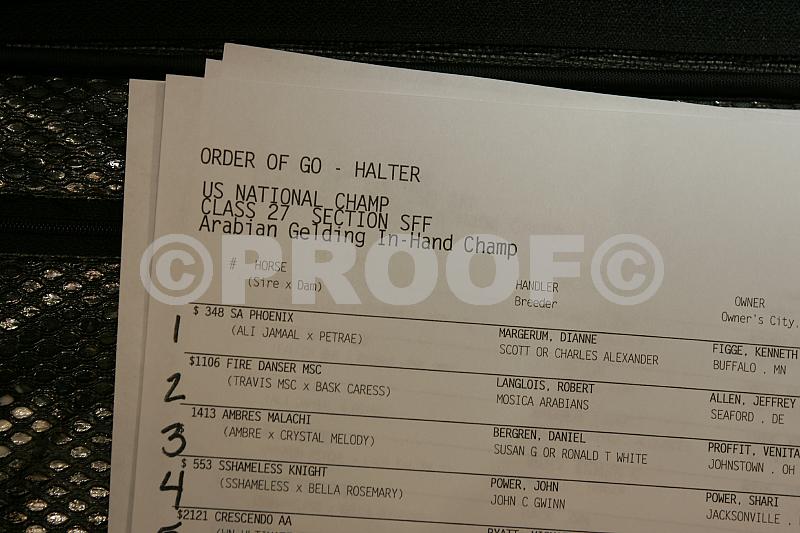 ORDER OF GO - HALTER
US NATIONAL CHAMP
CLASS 27 SECTION SFF
Arabian Gelding In-Hand Champ
©PROOF©
# HORSE HANDLER OWNER
(Sire x Dam) Breeder Owner's City.
1 $ 348 SA PHOENIX MARGERUM, DIANNE FIGGE, KENNETH
(ALI JAMAAL x PETRAE) SCOTT OR CHARLES ALEXANDER BUFFALO , MN
2 $1106 FIRE DANSER MSC LANGLOIS, ROBERT ALLEN, JEFFREY
(TRAVIS MSC x BASK CARESS) MOSICA ARABIANS SEAFORD , DE
3 1413 AMBRES MALACHI BERGREN, DANIEL PROFFIT, VENITA
(AMBRE x CRYSTAL MELODY) SUSAN G OR RONALD T WHITE JOHNSTOWN , OH
4 $ 553 SSHAMELESS KNIGHT POWER, JOHN POWER, SHARI
(SSHAMELESS x BELLA ROSEMARY) JOHN C GWINN JACKSONVILLE ,
$2121 CRESCENDO AA